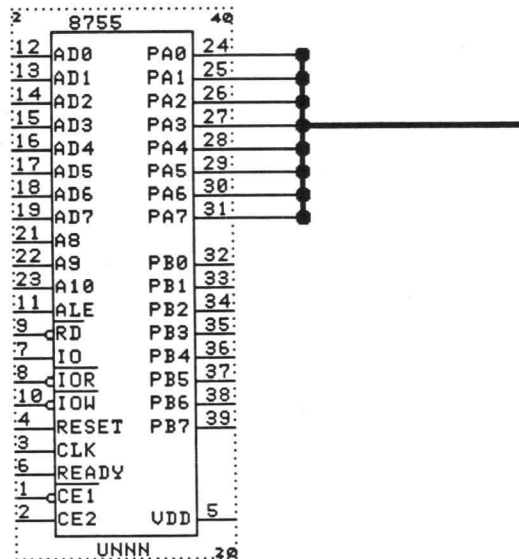 2 8755 40
12 AD0 PA0 24
13 AD1 PA1 25
14 AD2 PA2 26
15 AD3 PA3 27
16 AD4 PA4 28
17 AD5 PA5 29
18 AD6 PA6 30
19 AD7 PA7 31
21 A8
22 A9 PB0 32
23 A10 PB1 33
11 ALE PB2 34
9 RD PB3 35
7 IO PB4 36
8 IOR PB5 37
10 IOW PB6 38
4 RESET PB7 39
3 CLK
6 READY
1 CE1
2 CE2 VDD 5
UNNN 20